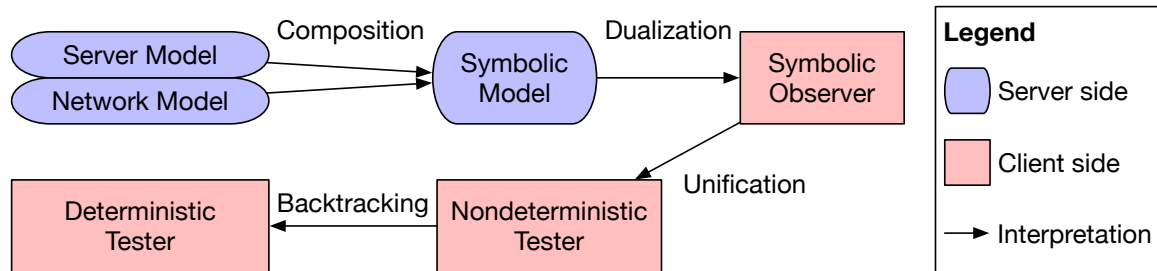 Server Model
Network Model
Composition
Symbolic
Model
Dualization
Symbolic
Observer
Unification
Nondeterministic
Tester
Backtracking
Deterministic
Tester
Legend
Server side
Client side
Interpretation